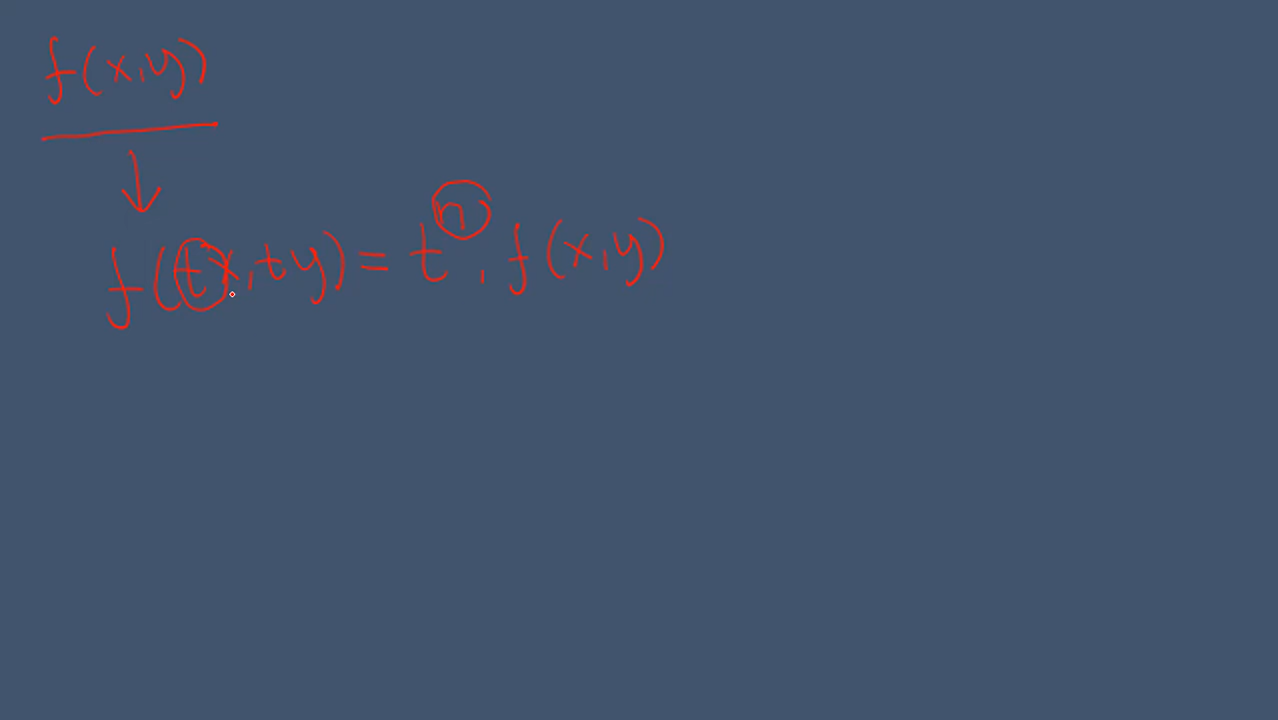 f(x,y)
f(tx,ty) = t^n . f(x,y)